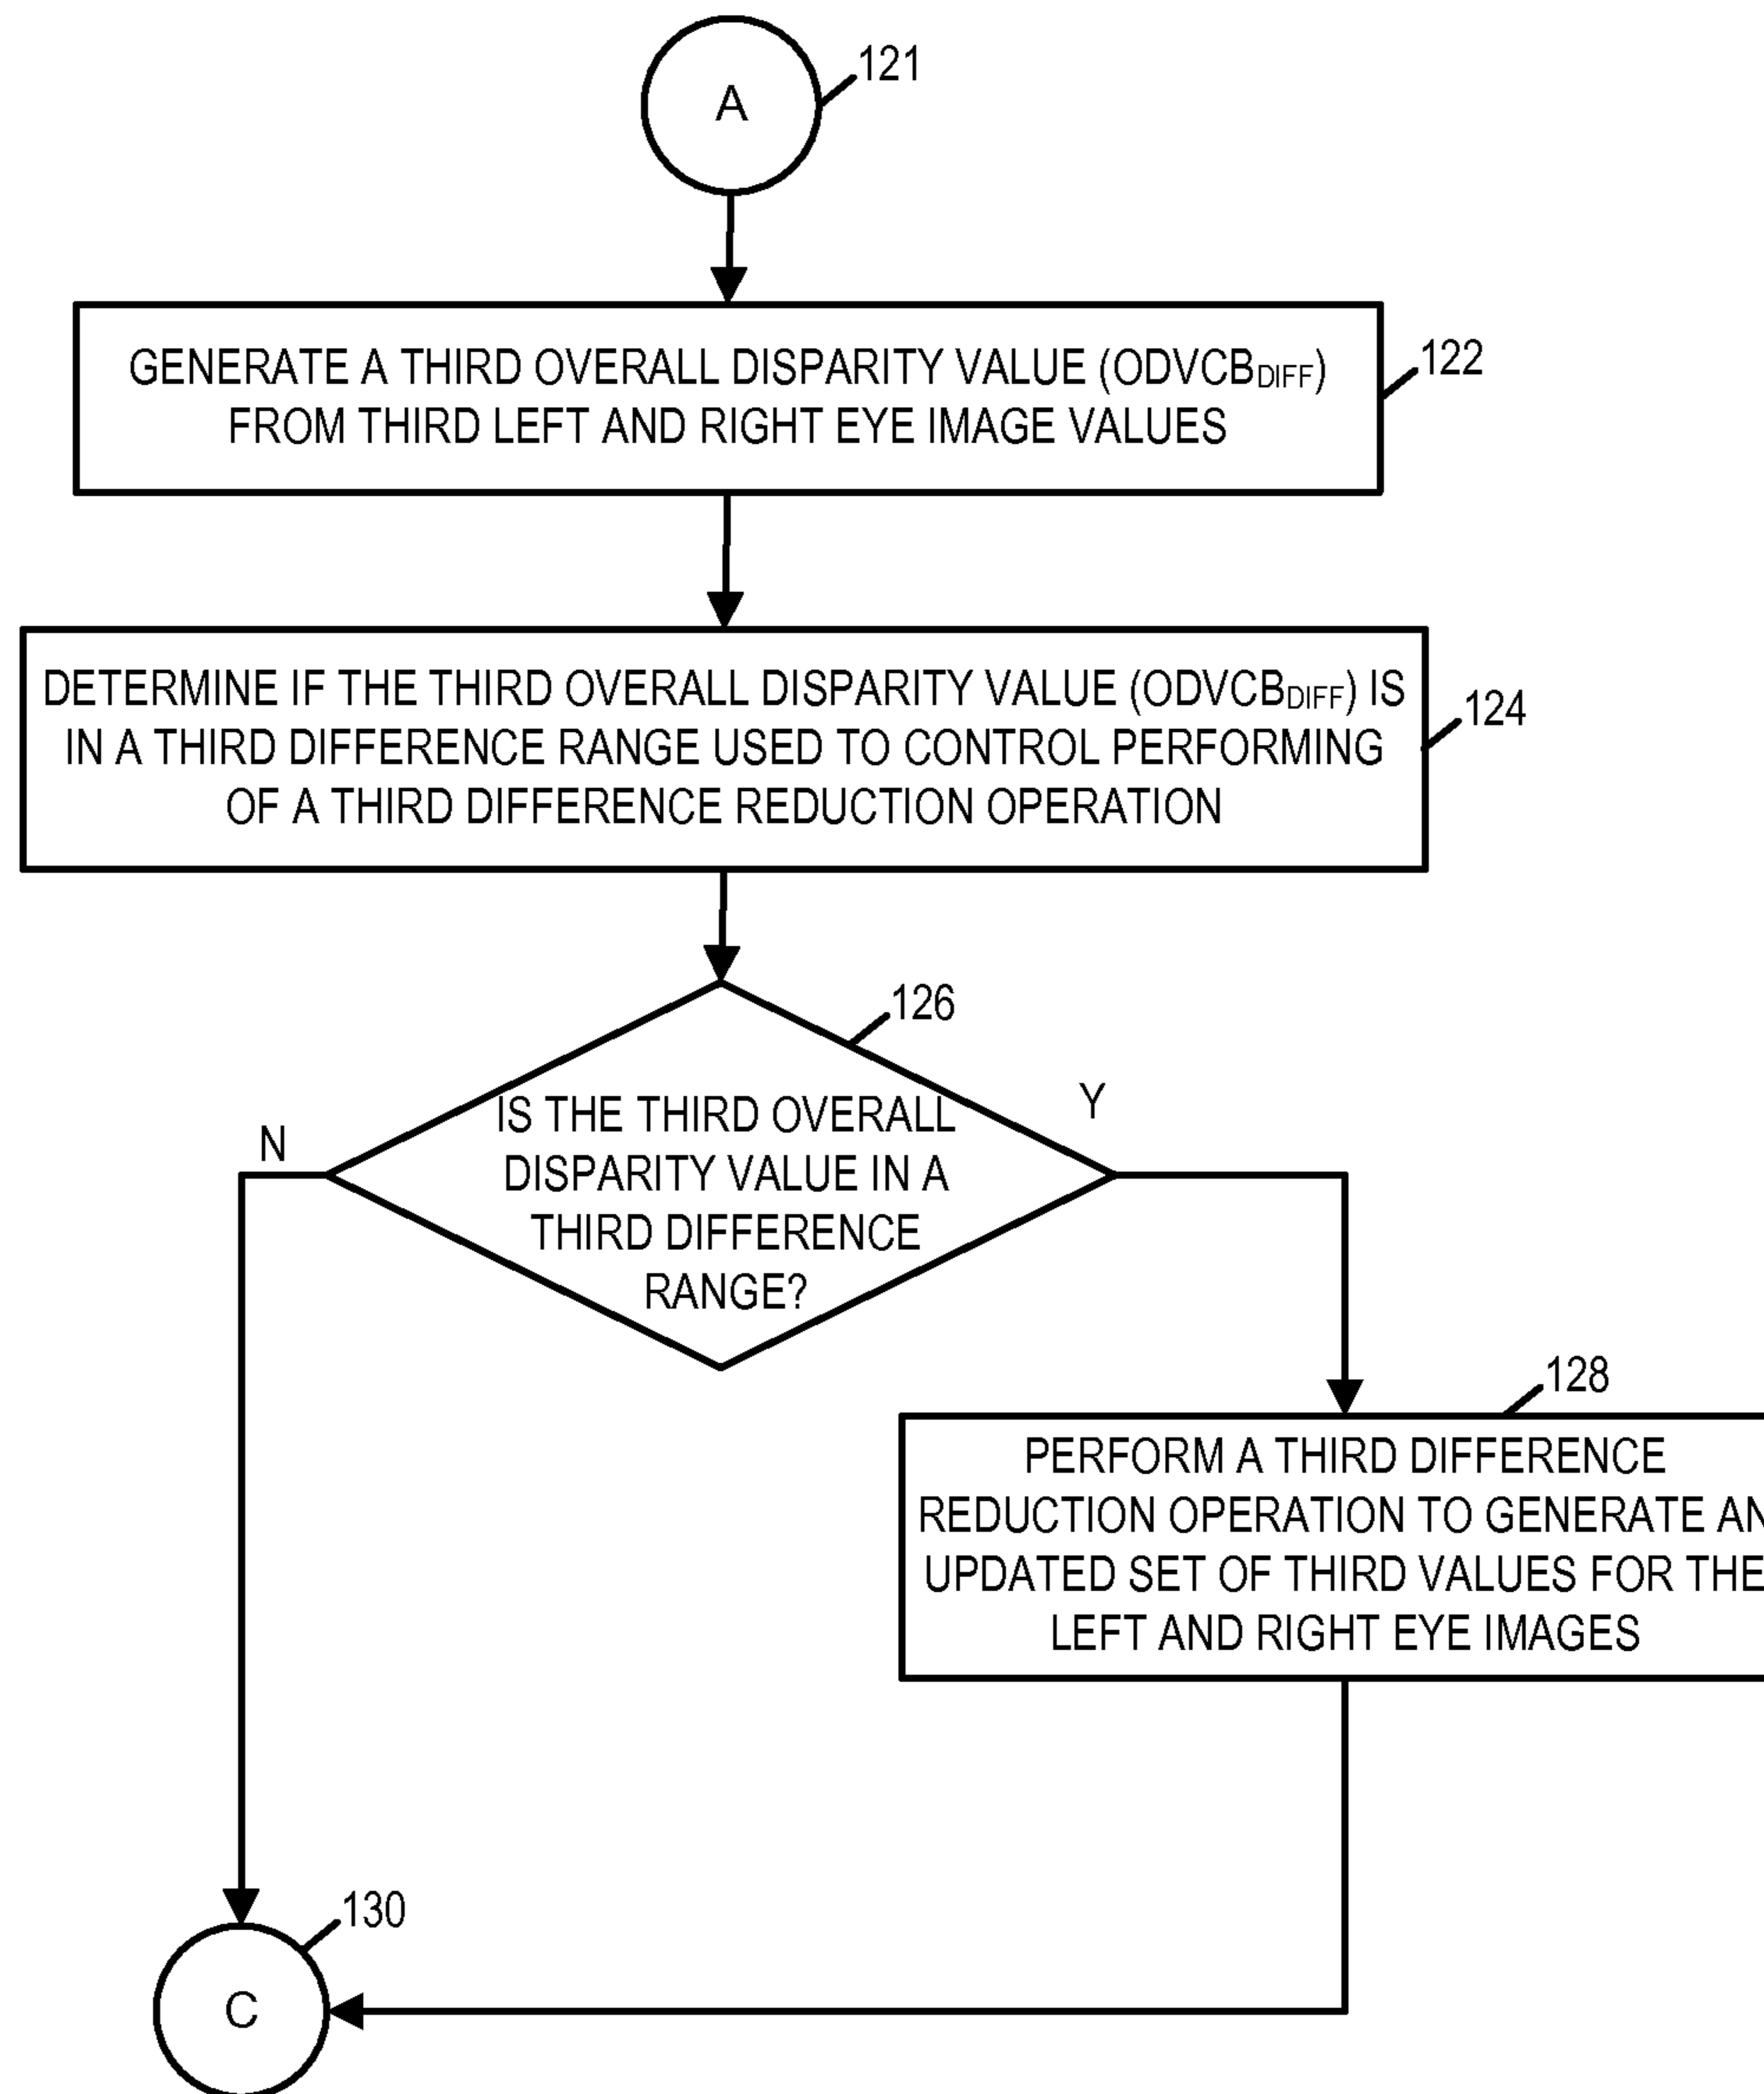 A
121
GENERATE A THIRD OVERALL DISPARITY VALUE (ODVCBDIFF)
FROM THIRD LEFT AND RIGHT EYE IMAGE VALUES
122
DETERMINE IF THE THIRD OVERALL DISPARITY VALUE (ODVCBDIFF) IS
IN A THIRD DIFFERENCE RANGE USED TO CONTROL PERFORMING
OF A THIRD DIFFERENCE REDUCTION OPERATION
124
126
IS THE THIRD OVERALL
DISPARITY VALUE IN A
THIRD DIFFERENCE
RANGE?
N
Y
128
PERFORM A THIRD DIFFERENCE
REDUCTION OPERATION TO GENERATE AN
UPDATED SET OF THIRD VALUES FOR THE
LEFT AND RIGHT EYE IMAGES
130
C